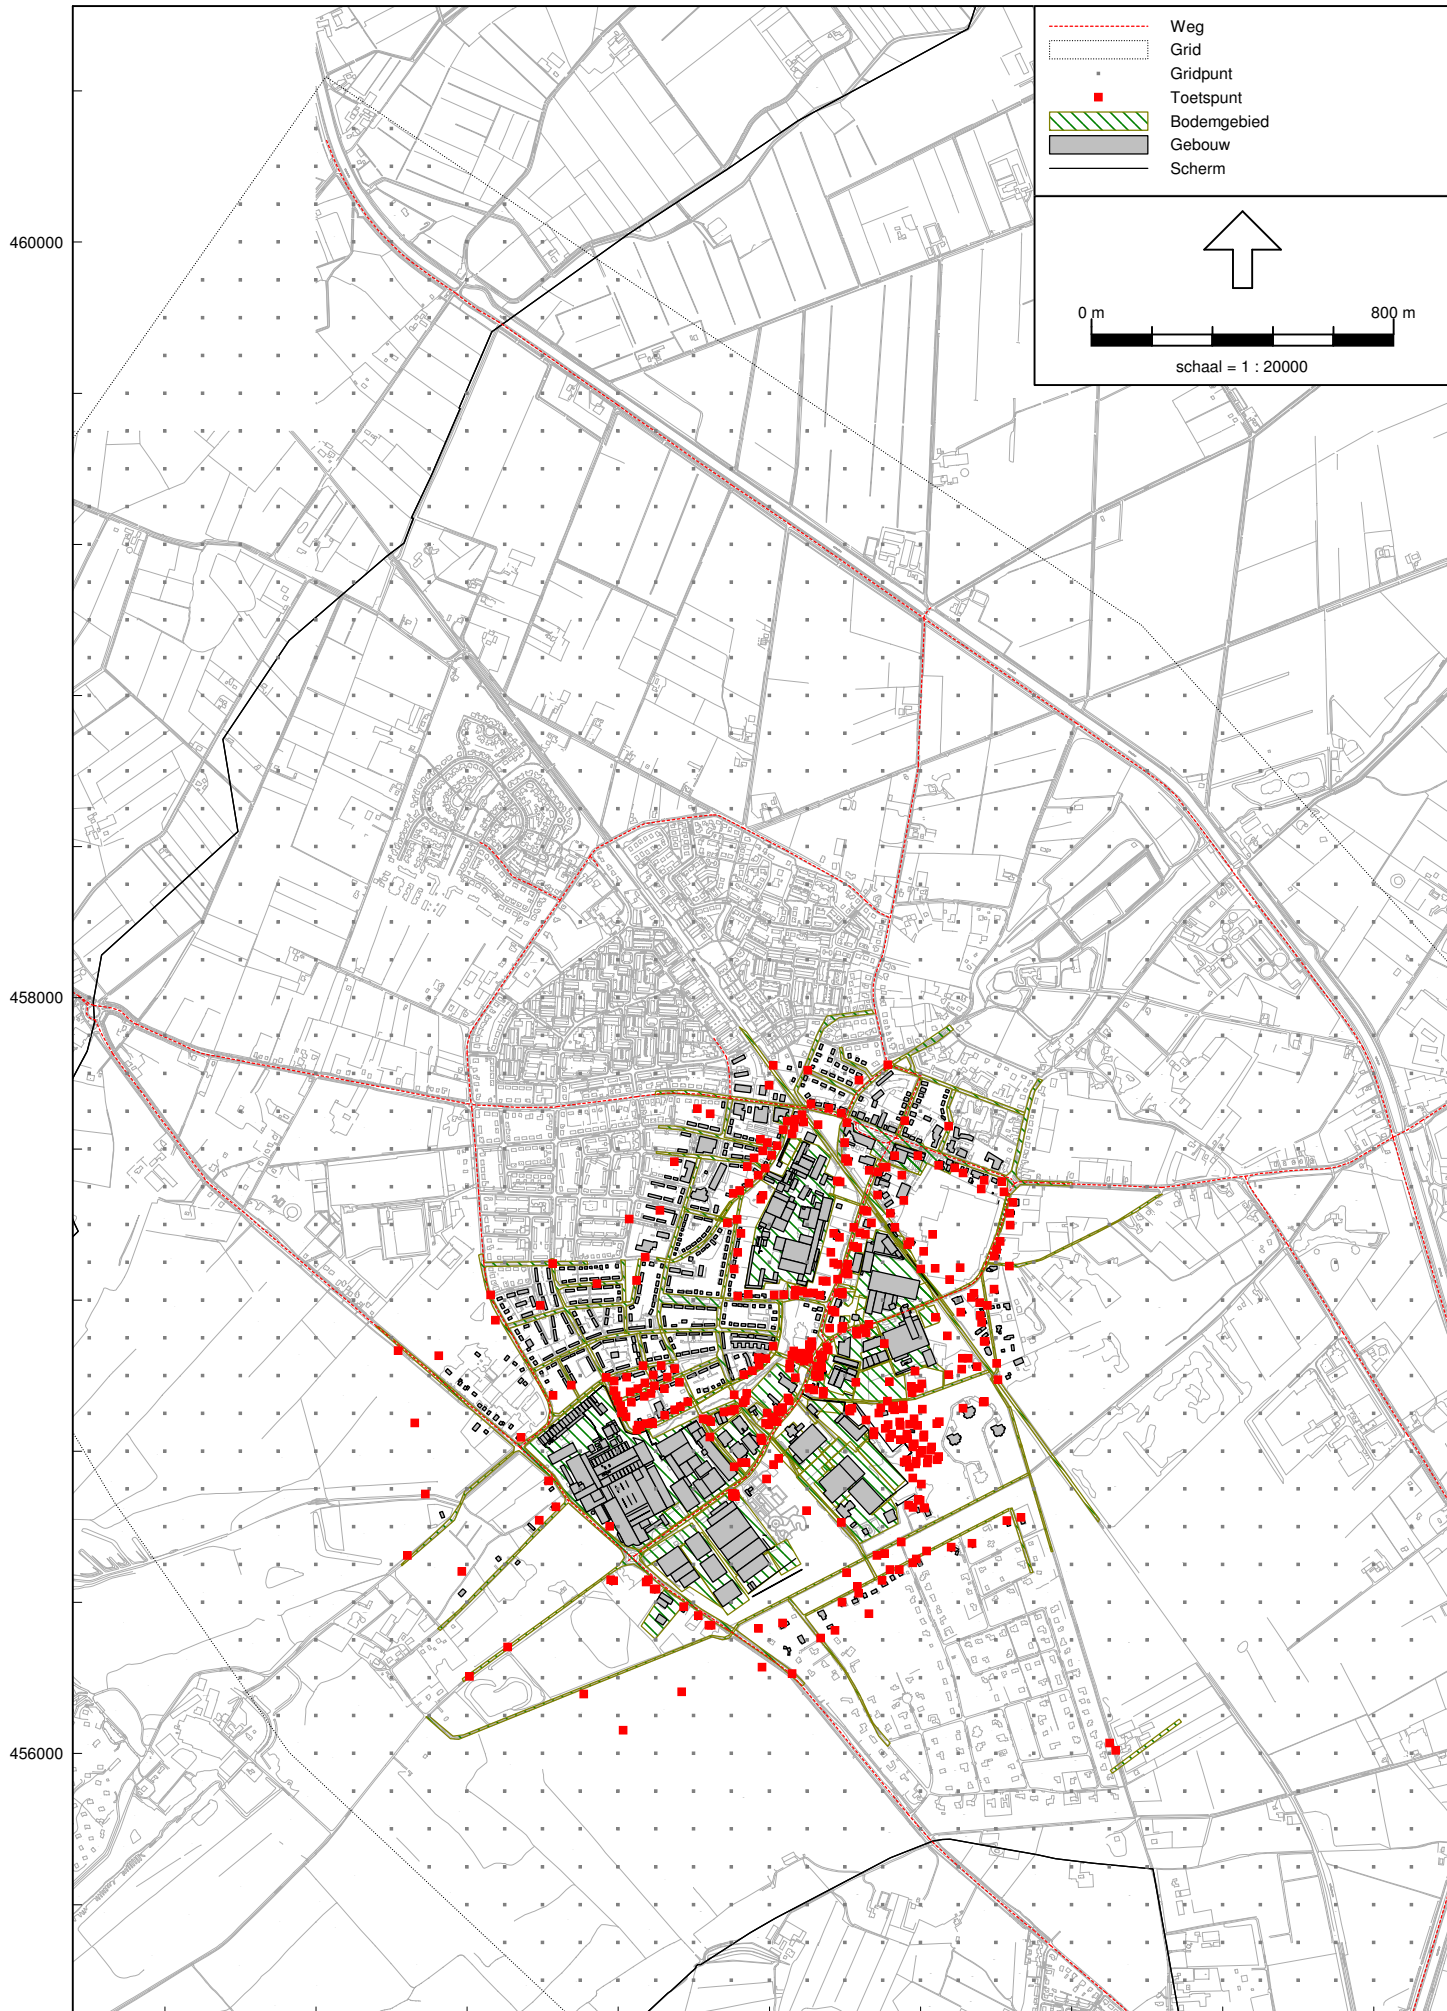 Weg
Grid
Gridpunt
Toetspunt
Bodemgebied
Gebouw
Scherm
460000
0 m 800 m
schaal = 1 : 20000
458000
456000